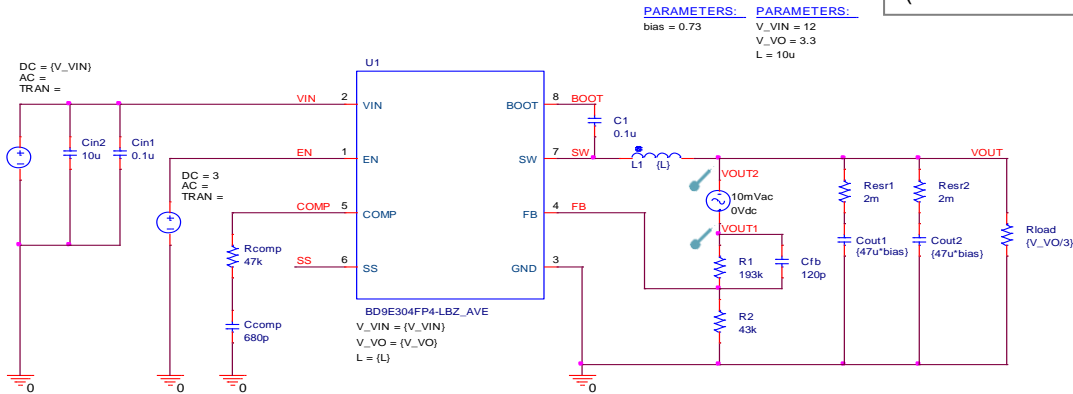 PARAMETERS:
bias = 0.73
PARAMETERS:
V_VIN = 12
V_VO = 3.3
L = 10u
DC = {V_VIN}
AC =
TRAN =
U1
VIN
2
VIN
BOOT
8
BOOT
C1
0.1u
Cin2
10u
Cin1
0.1u
EN
1
EN
SW
7
SW
L1
{L}
VOUT
DC = 3
AC =
TRAN =
VOUT2
10mVac
0Vdc
Resr1
2m
Resr2
2m
COMP
5
COMP
FB
4
FB
VOUT1
Rload
{V_VO/3}
Rcomp
47k
R1
193k
Cfb
120p
Cout1
{47u*bias}
Cout2
{47u*bias}
SS
6
SS
GND
3
BD9E304FP4-LBZ_AVE
V_VIN = {V_VIN}
V_VO = {V_VO}
L = {L}
Ccomp
680p
R2
43k
0
0
0
0